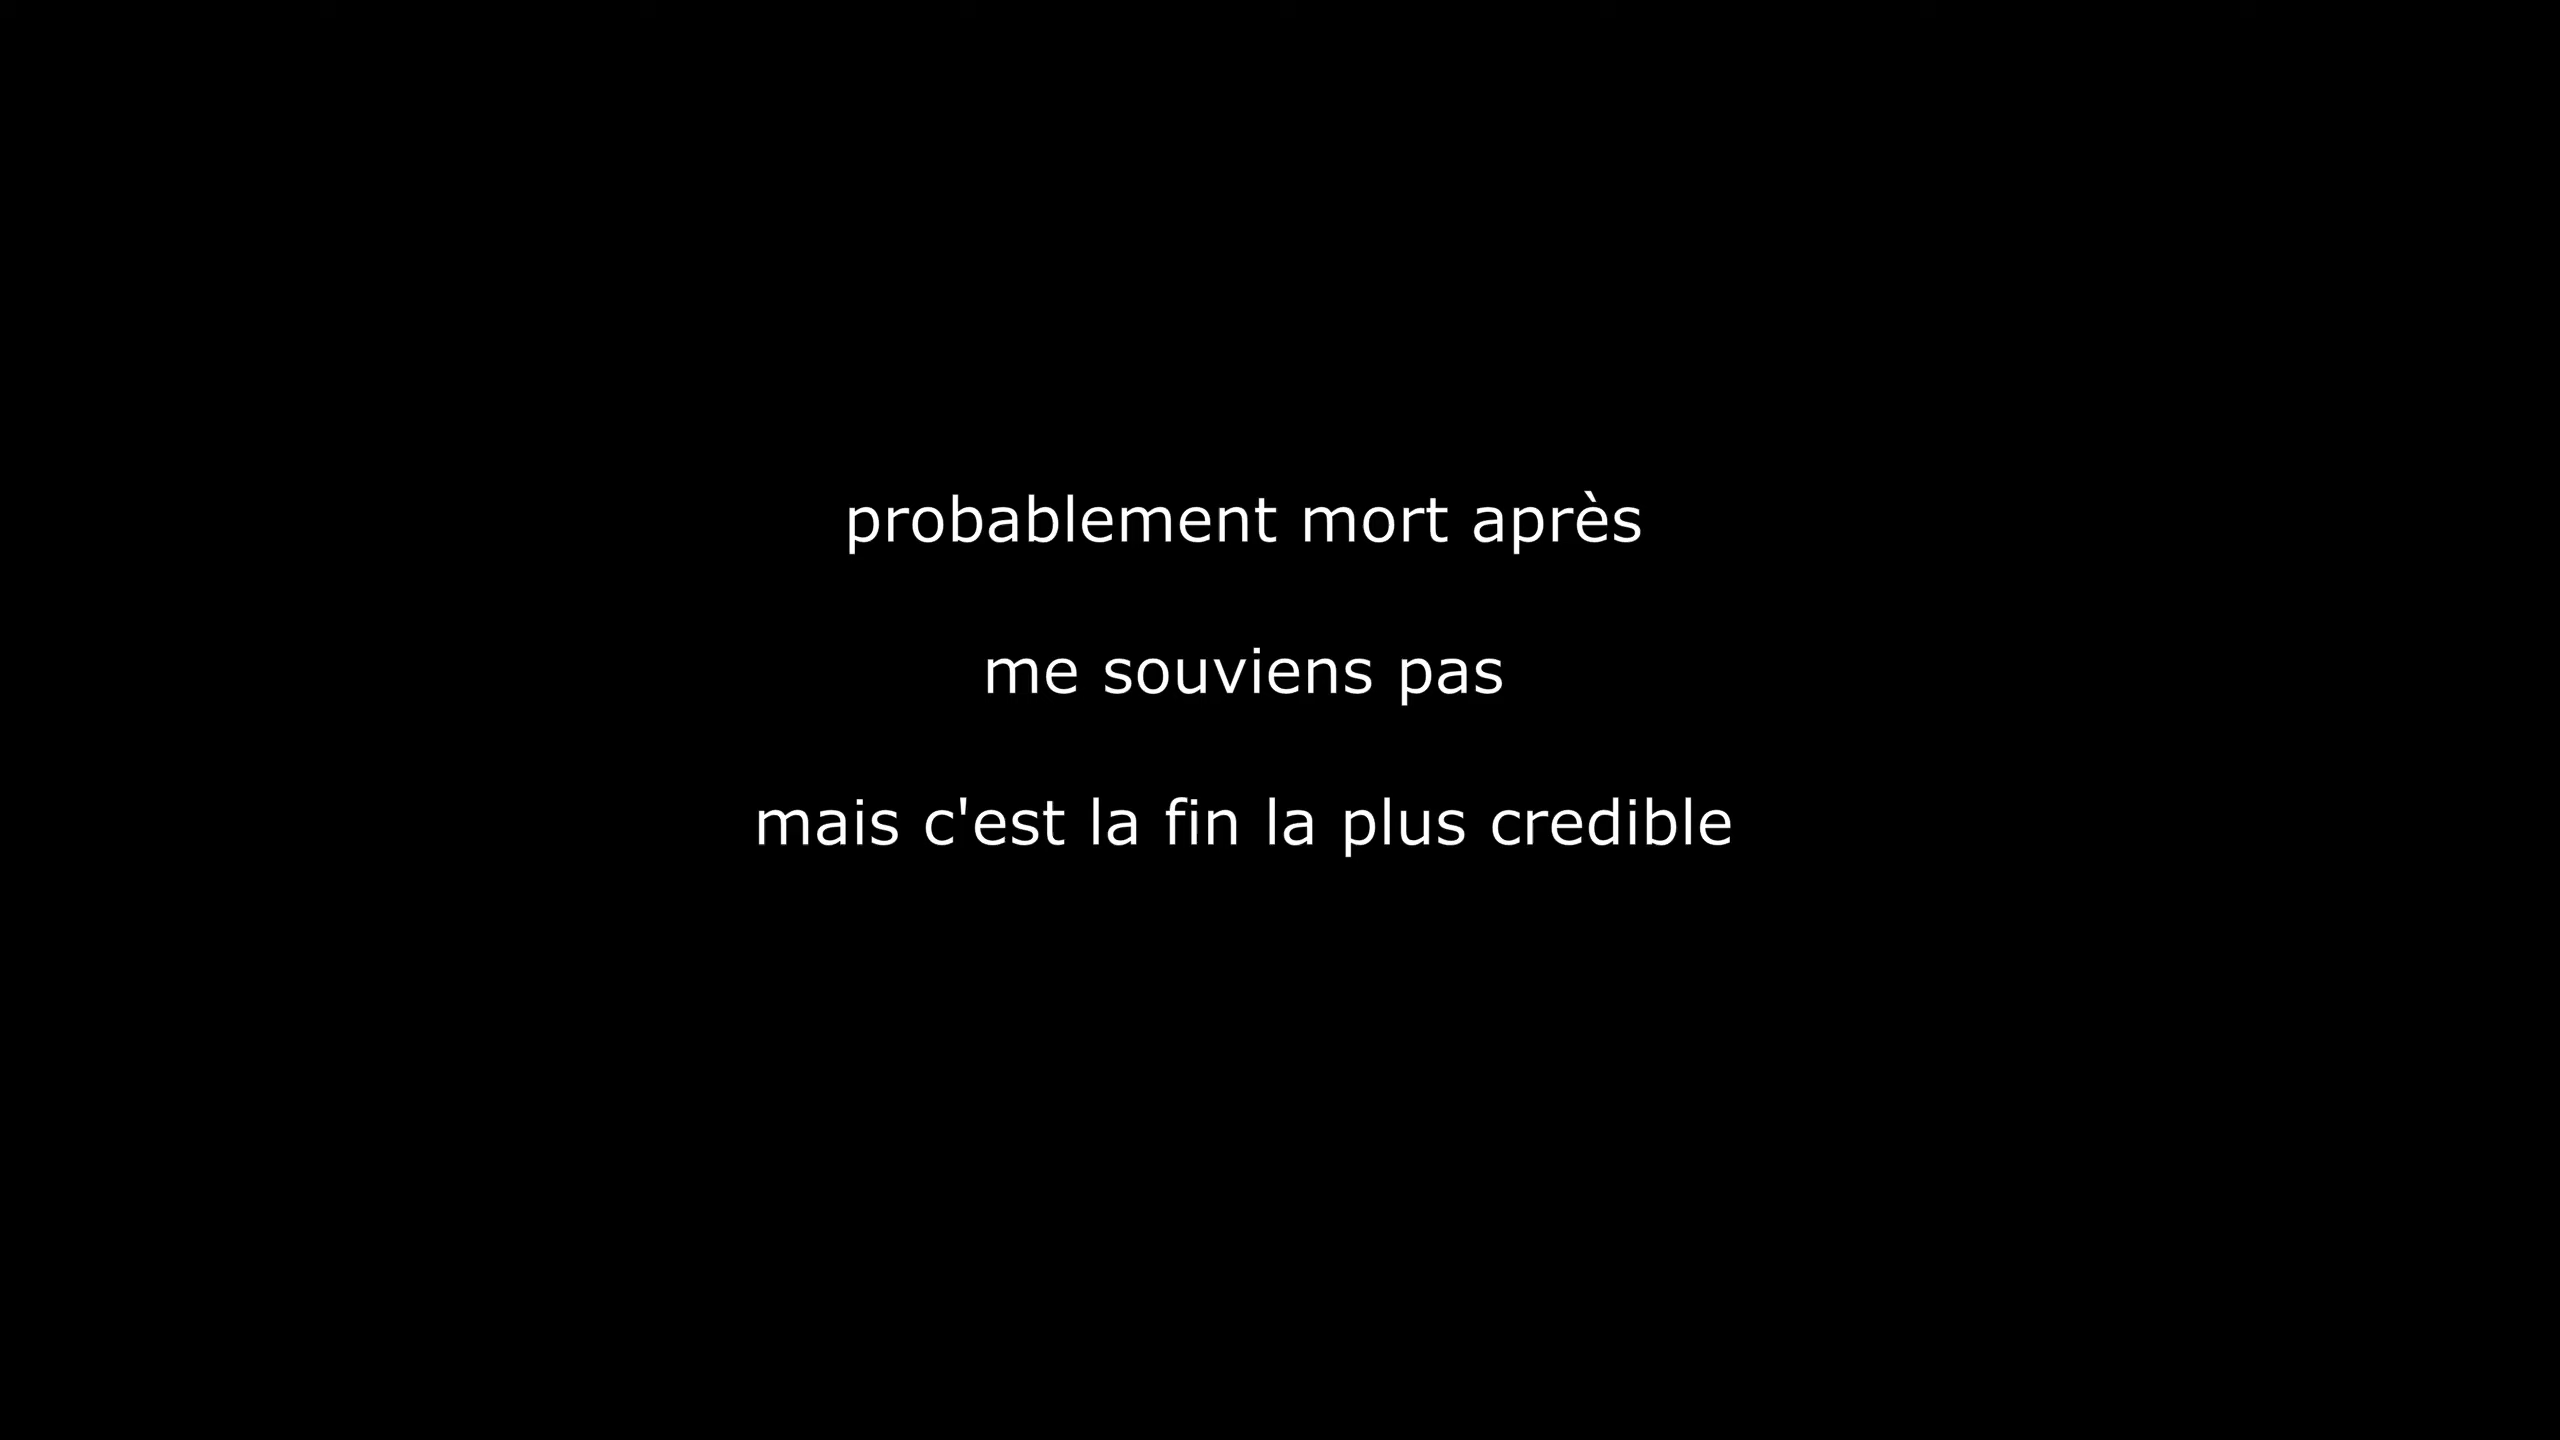 probablement mort après
me souviens pas
mais c'est la fin la plus credible